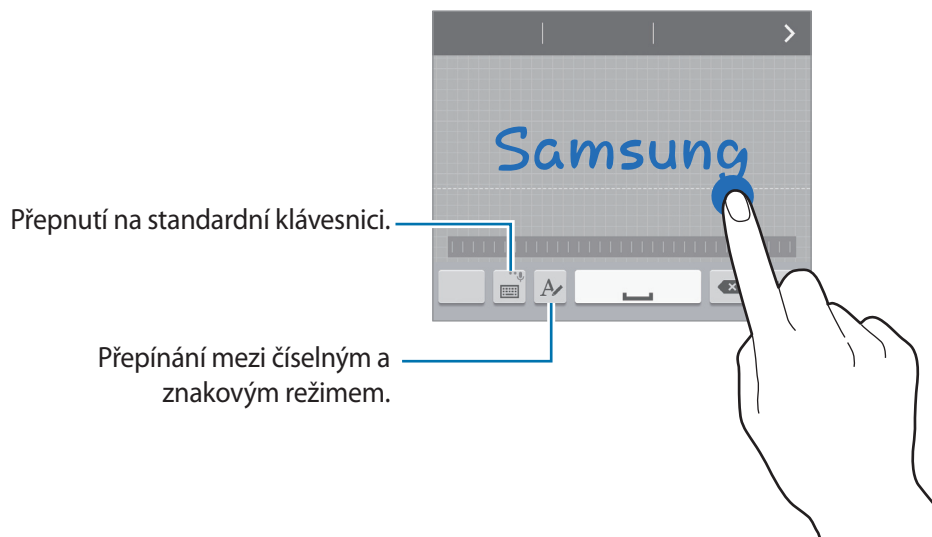 Samsung
Přepnutí na standardní klávesnici.
Přepínání mezi číselným a
znakovým režimem.